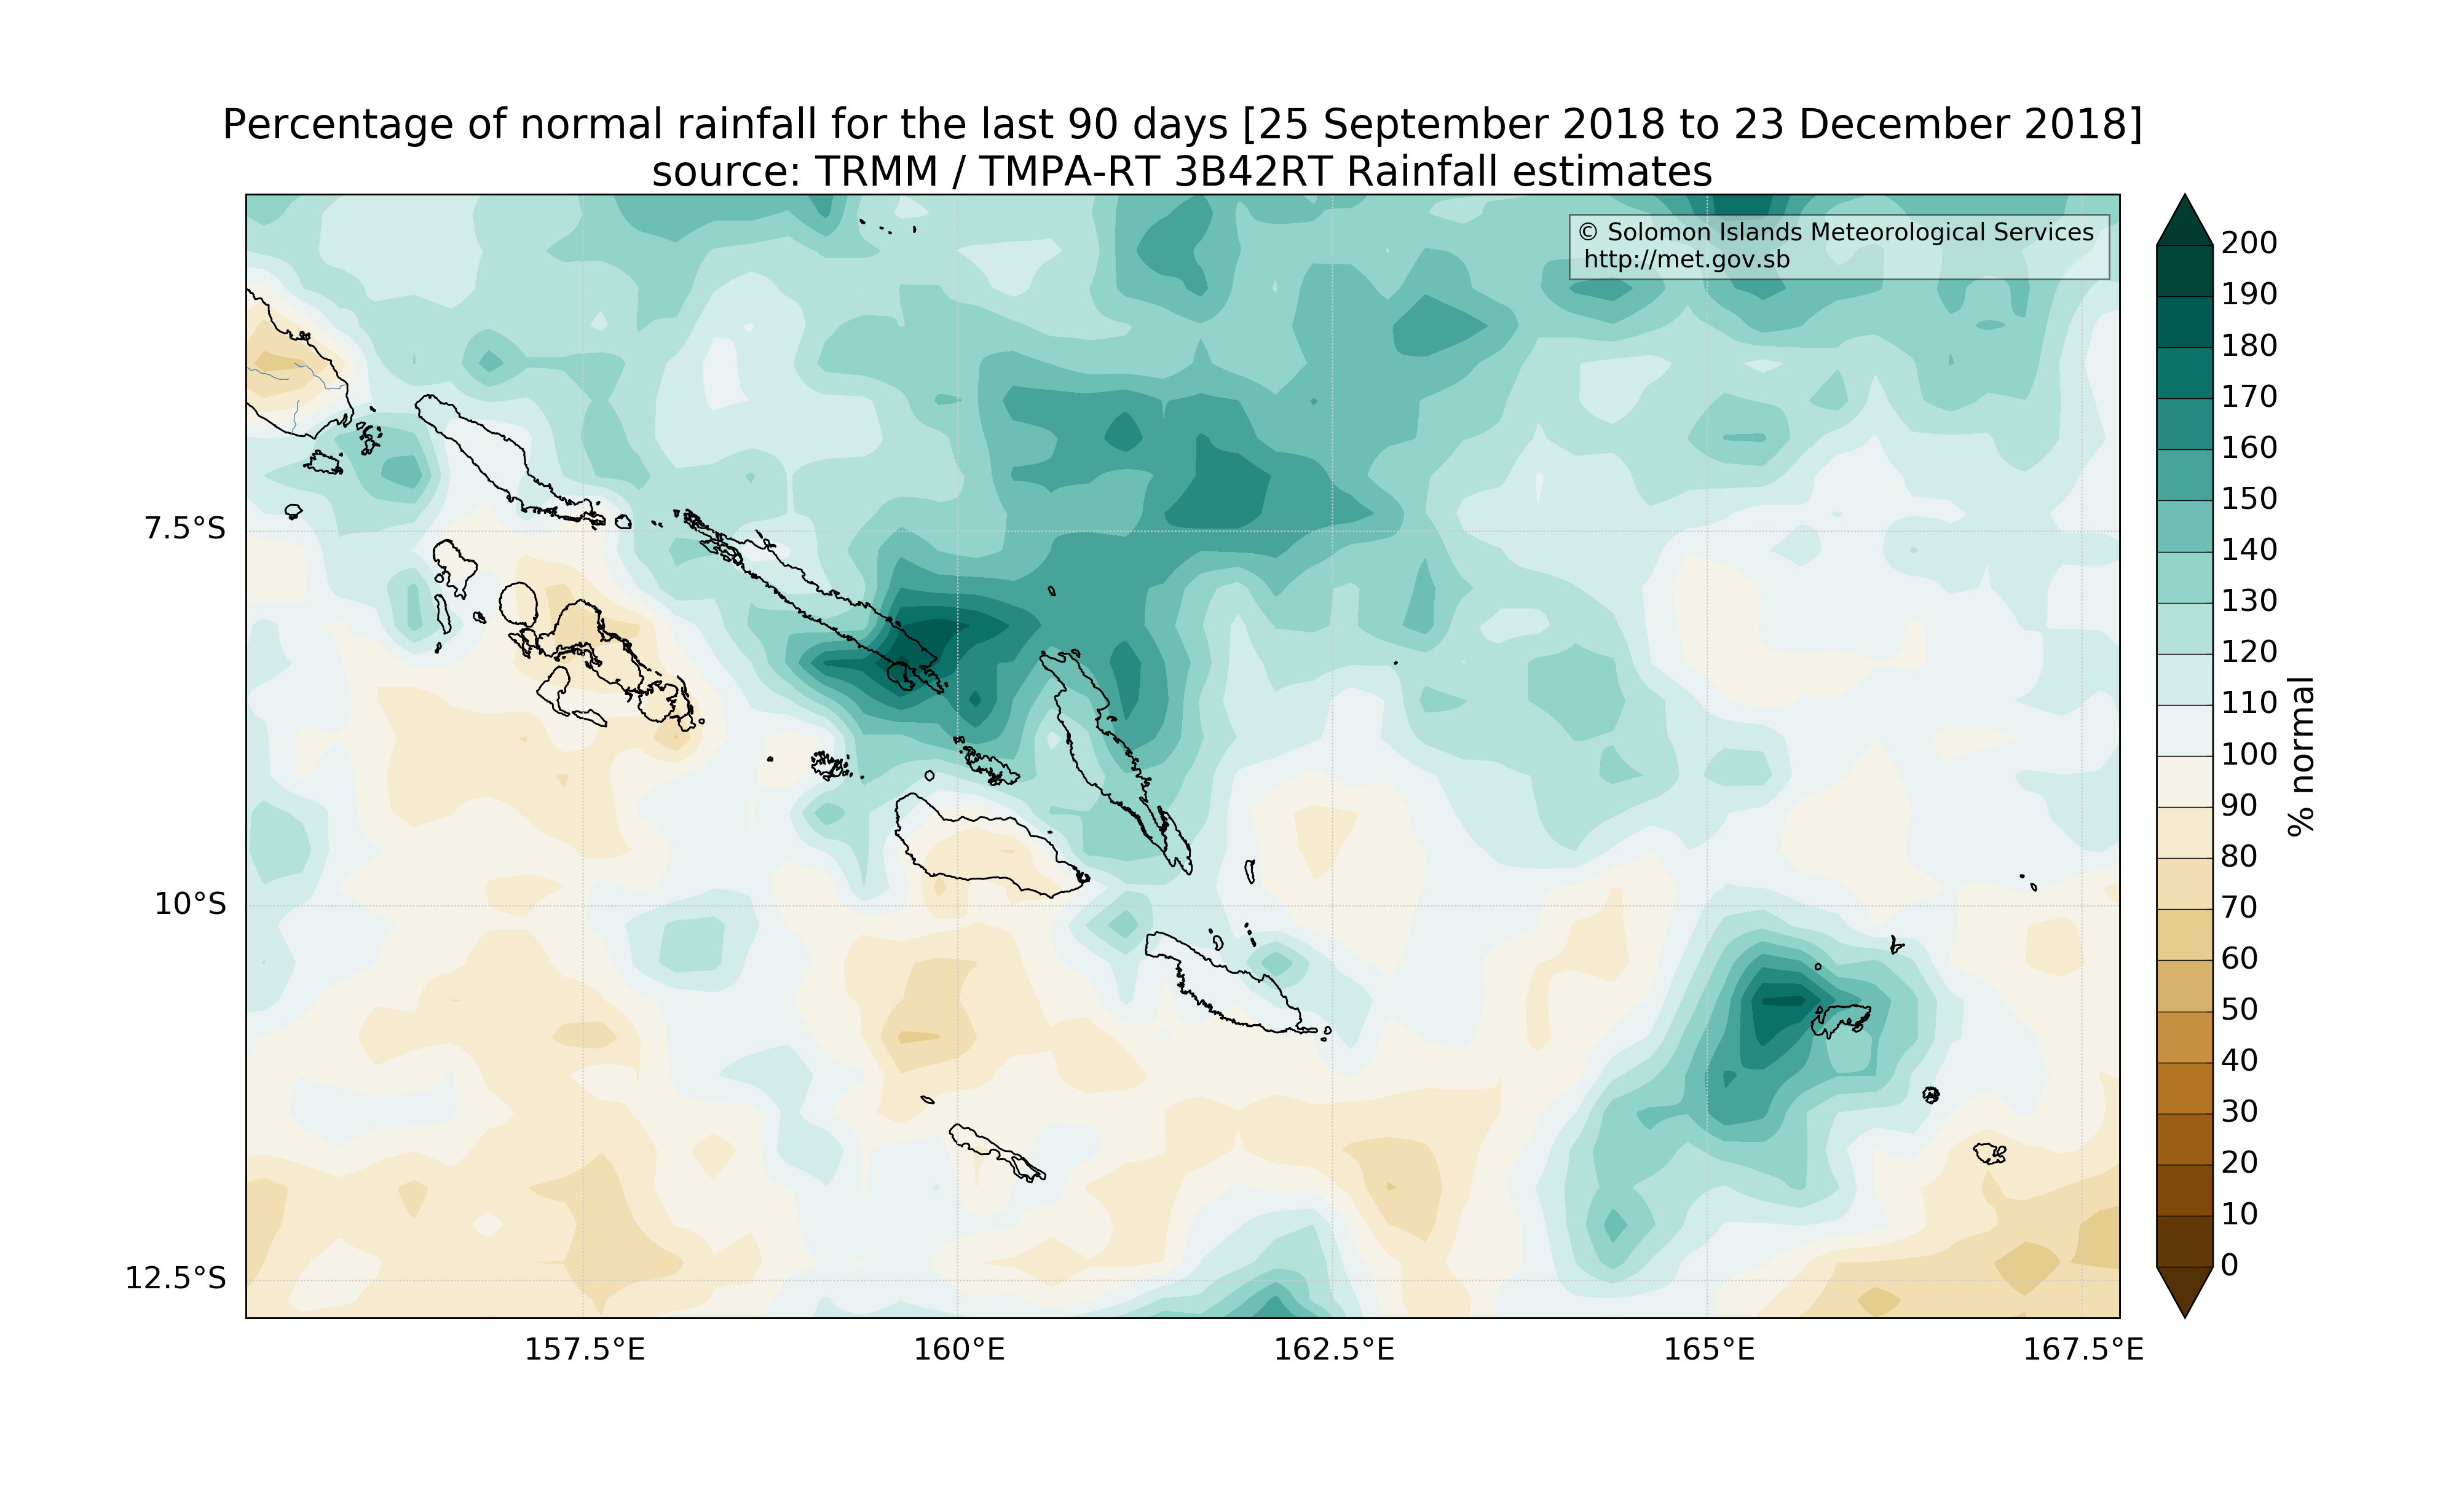 Percentage of normal rainfall for the last 90 days [25 September 2018 to 23 December 2018]
source: TRMM / TMPA-RT 3B42RT Rainfall estimates
© Solomon Islands Meteorological Services
http://met.gov.sb
7.5°S
10°S
12.5°S
157.5°E
160°E
162.5°E
165°E
167.5°E
200
190
180
170
160
150
140
130
120
110
100
90
80
70
60
50
40
30
20
10
0
% normal